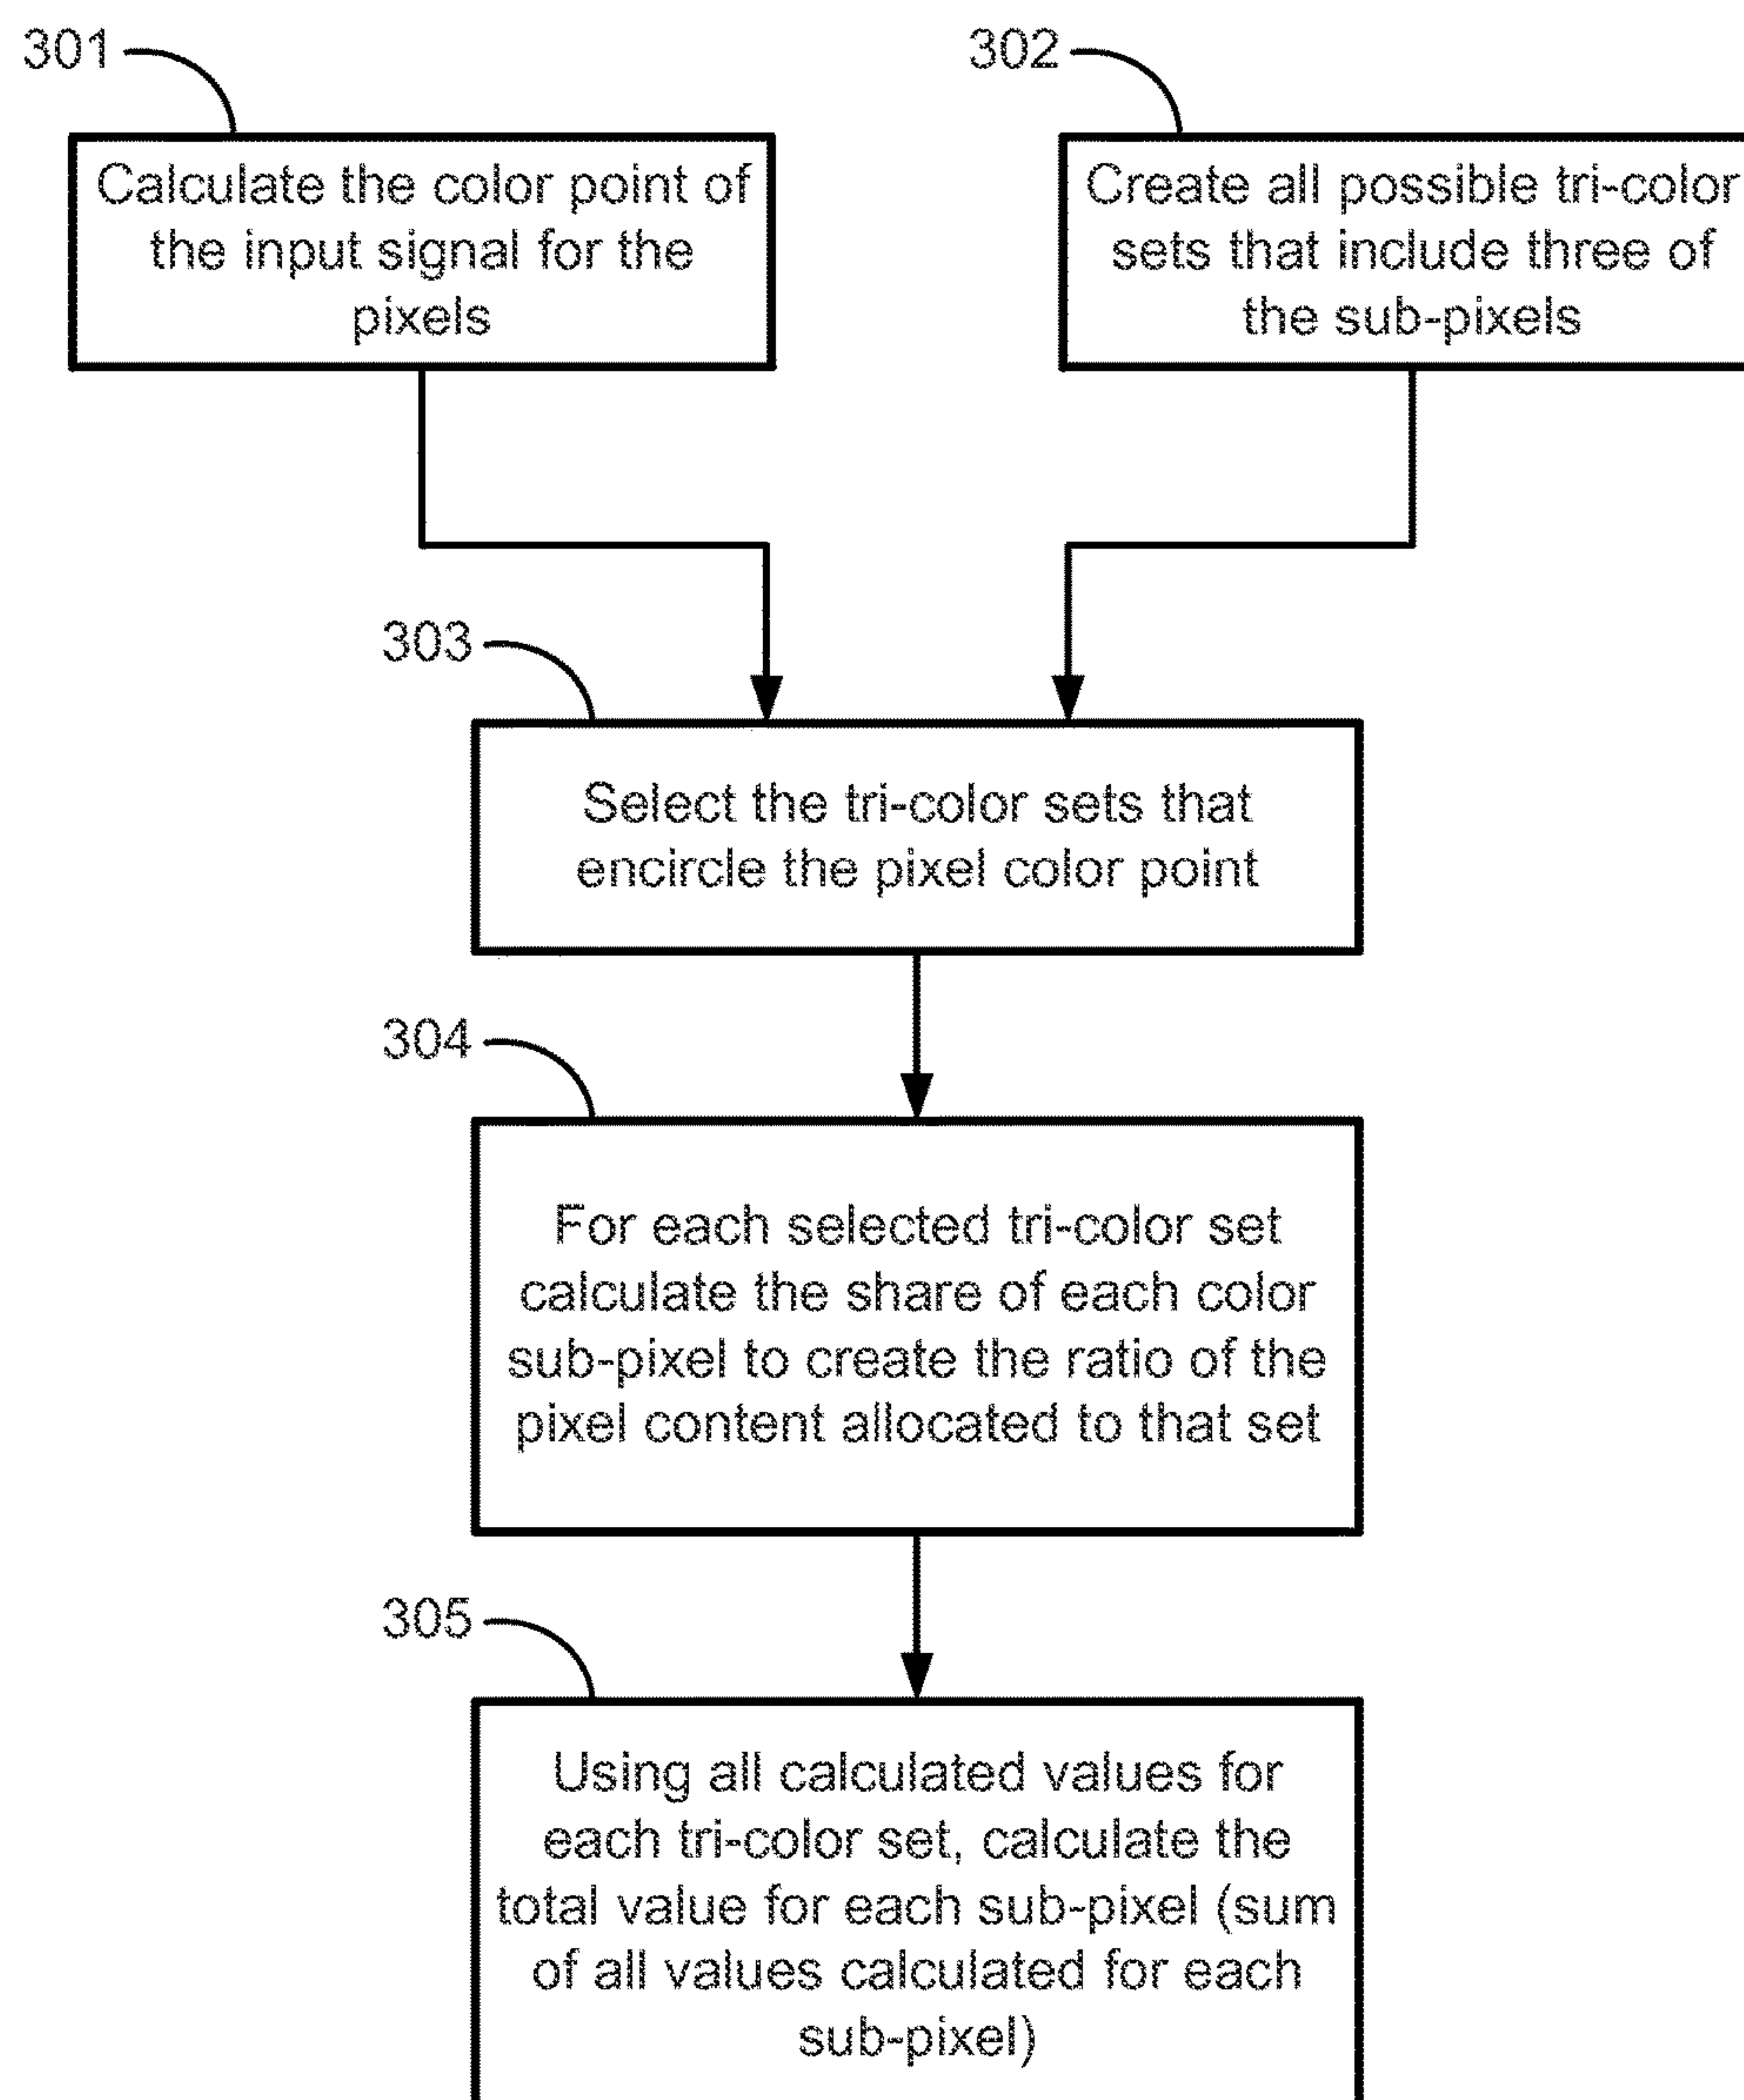 301
Calculate the color point of
the input signal for the
pixels
302
Create all possible tri-color
sets that include three of
the sub-pixels
303
Select the tri-color sets that
encircle the pixel color point
304
For each selected tri-color set
calculate the share of each color
sub-pixel to create the ratio of the
pixel content allocated to that set
305
Using all calculated values for
each tri-color set, calculate the
total value for each sub-pixel (sum
of all values calculated for each
sub-pixel)